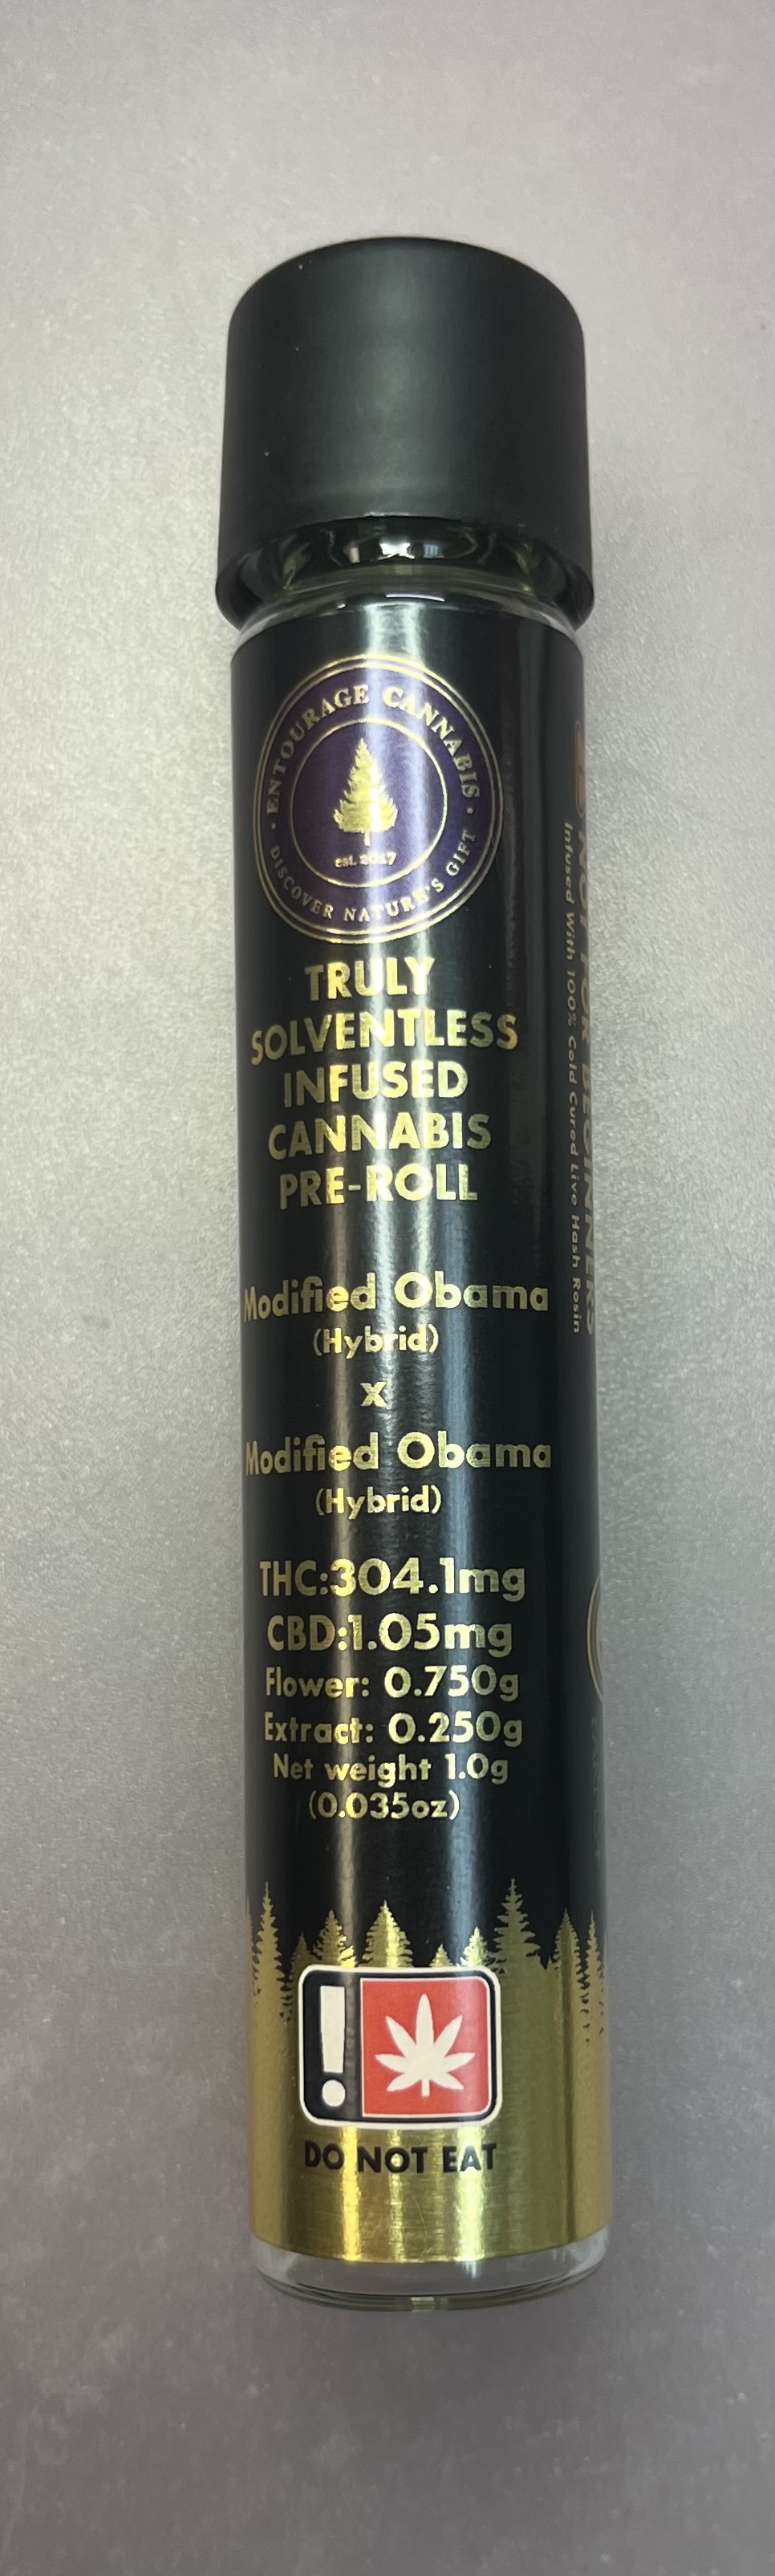 ENTOURAGE CANNABIS
est. 2017
DISCOVER NATURE'S GIFT
TRULY
SOLVENTLESS
INFUSED
CANNABIS
PRE-ROLL
Modified Obama
(Hybrid)
x
Modified Obama
(Hybrid)
THC:304.1mg
CBD:1.05mg
Flower: 0.750g
Extract: 0.250g
Net weight 1.0g
(0.035oz)
!
DO NOT EAT
NOT FOR BEGINNERS
Infused With 100% Cold Cured Live Hash Rosin